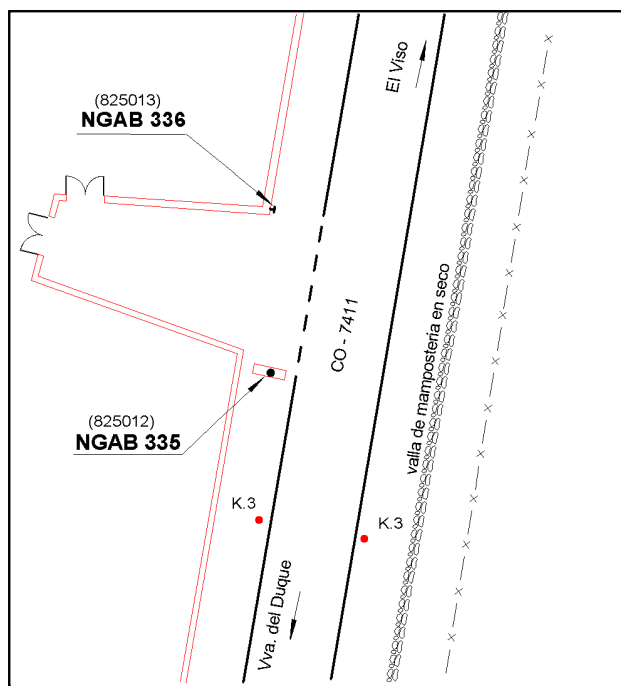 El Viso
(825013)
NGAB 336
CO - 7411
valla de mampostería en seco
(825012)
NGAB 335
K.3
K.3
Vva. del Duque